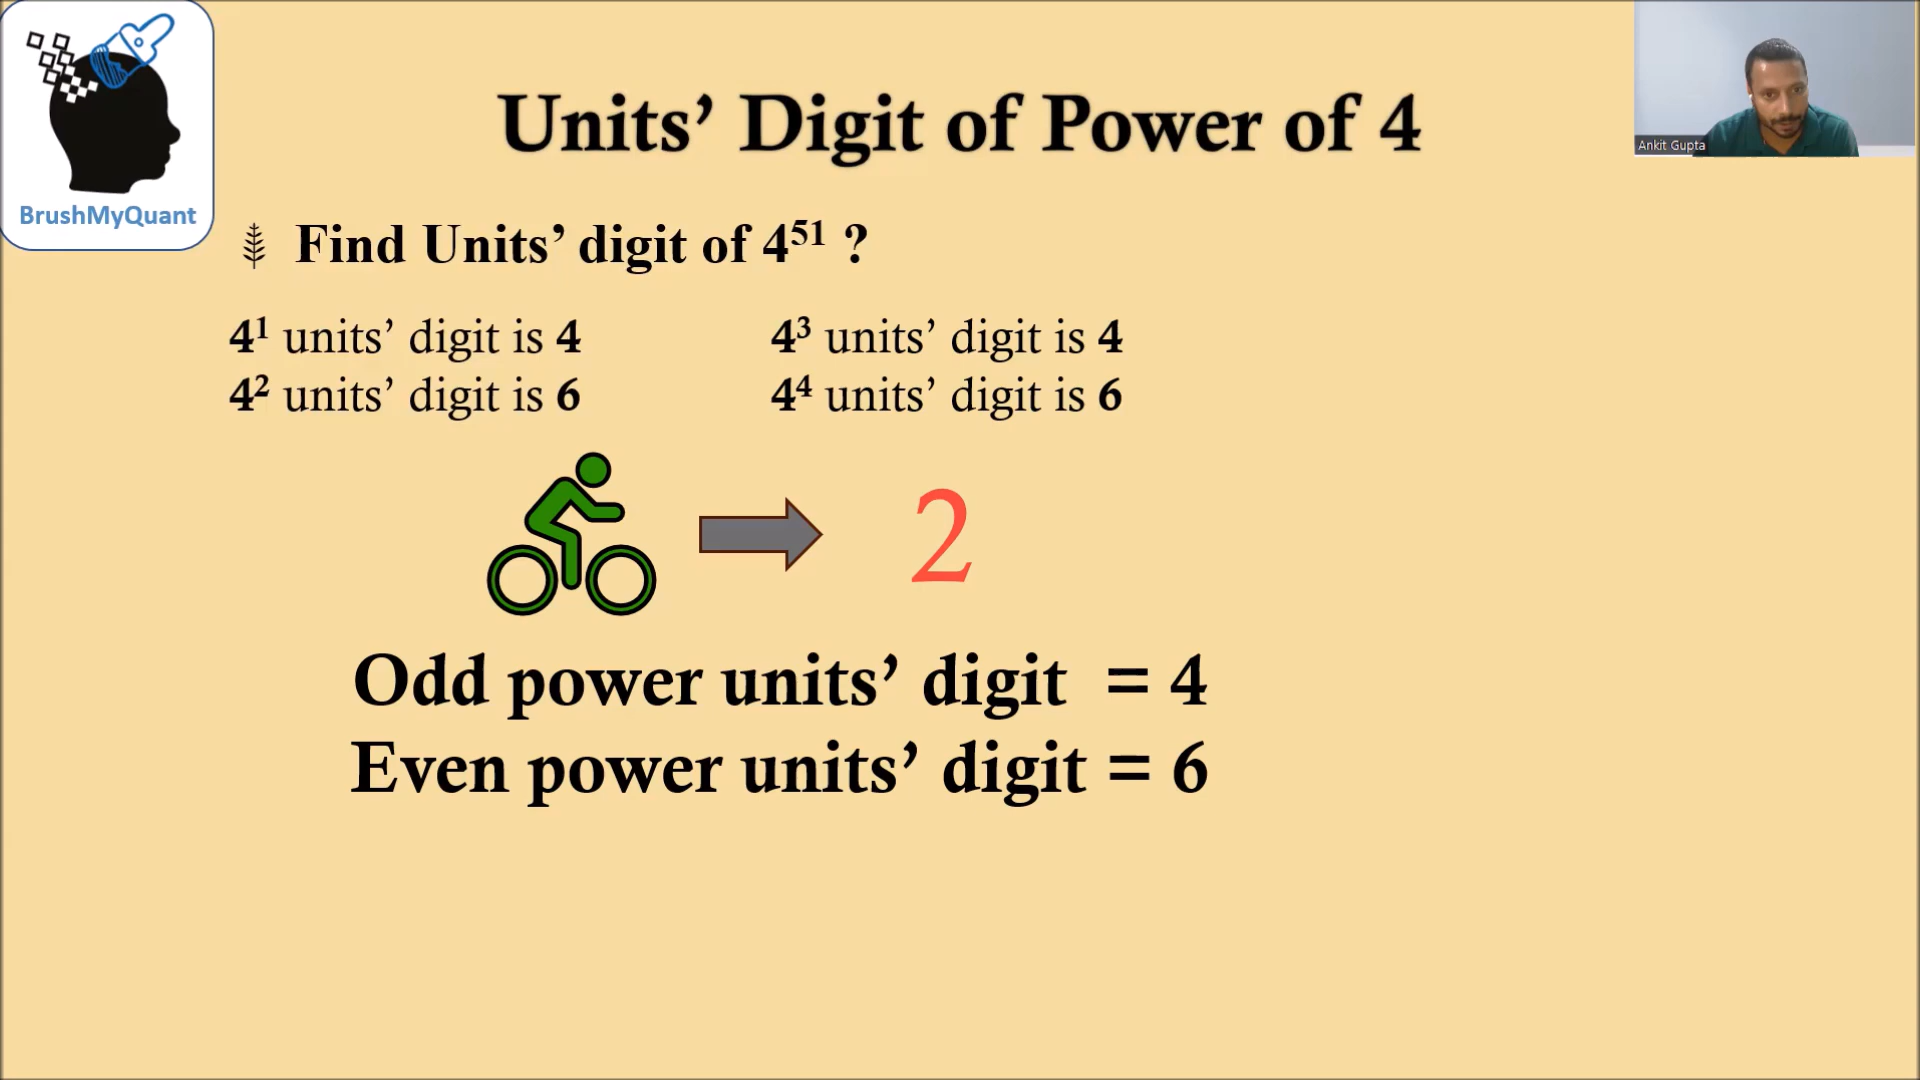 Units’ Digit of Power of 4
Ankit Gupta
BrushMyQuant
Find Units’ digit of 4⁵¹ ?
4¹ units’ digit is 4
4² units’ digit is 6
4³ units’ digit is 4
4⁴ units’ digit is 6
2
Odd power units’ digit = 4
Even power units’ digit = 6